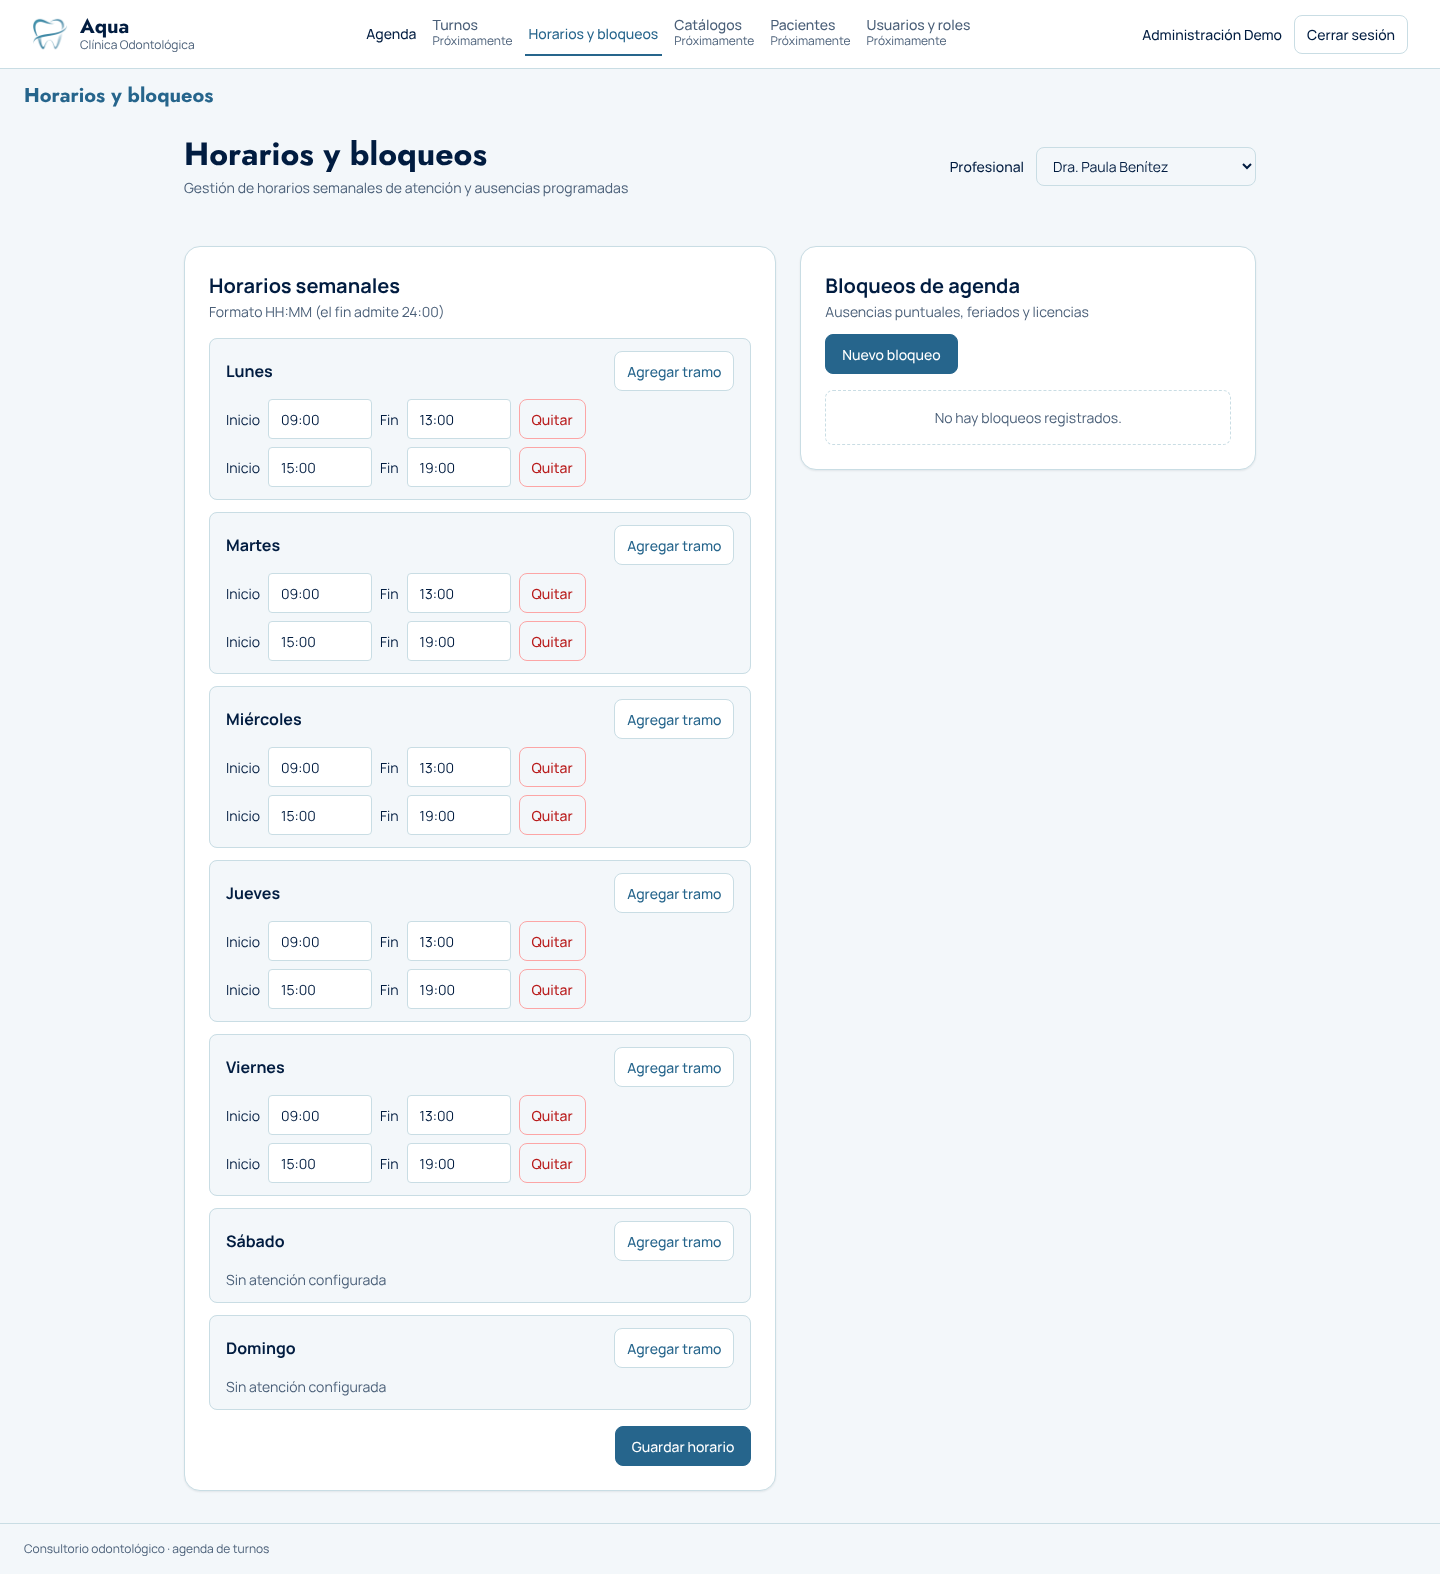 Aqua
Clínica Odontológica
Agenda
Turnos
Próximamente
Horarios y bloqueos
Catálogos
Próximamente
Pacientes
Próximamente
Usuarios y roles
Próximamente
Administración Demo
Cerrar sesión
Horarios y bloqueos
Horarios y bloqueos
Gestión de horarios semanales de atención y ausencias programadas
Profesional
Dra. Paula Benítez
Horarios semanales
Formato HH:MM (el fin admite 24:00)
Lunes
Agregar tramo
Inicio 09:00 Fin 13:00 Quitar
Inicio 15:00 Fin 19:00 Quitar
Martes
Agregar tramo
Inicio 09:00 Fin 13:00 Quitar
Inicio 15:00 Fin 19:00 Quitar
Miércoles
Agregar tramo
Inicio 09:00 Fin 13:00 Quitar
Inicio 15:00 Fin 19:00 Quitar
Jueves
Agregar tramo
Inicio 09:00 Fin 13:00 Quitar
Inicio 15:00 Fin 19:00 Quitar
Viernes
Agregar tramo
Inicio 09:00 Fin 13:00 Quitar
Inicio 15:00 Fin 19:00 Quitar
Sábado
Agregar tramo
Sin atención configurada
Domingo
Agregar tramo
Sin atención configurada
Guardar horario
Bloqueos de agenda
Ausencias puntuales, feriados y licencias
Nuevo bloqueo
No hay bloqueos registrados.
Consultorio odontológico · agenda de turnos